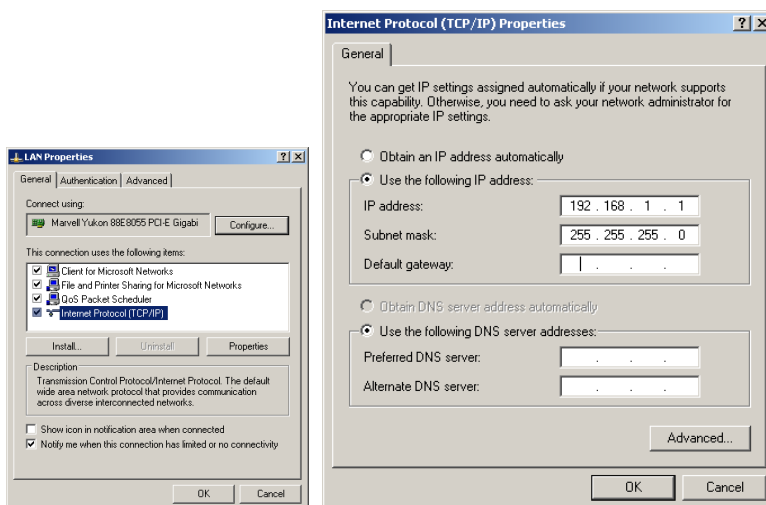 LAN Properties
General Authentication Advanced
Connect using:
Marvell Yukon 88E8055 PCI-E Gigabi Configure...
This connection uses the following items:
Client for Microsoft Networks
File and Printer Sharing for Microsoft Networks
QoS Packet Scheduler
Internet Protocol (TCP/IP)
Install... Uninstall Properties
Description
Transmission Control Protocol/Internet Protocol. The default
wide area network protocol that provides communication
across diverse interconnected networks.
Show icon in notification area when connected
Notify me when this connection has limited or no connectivity
OK Cancel
Internet Protocol (TCP/IP) Properties
General
You can get IP settings assigned automatically if your network supports
this capability. Otherwise, you need to ask your network administrator for
the appropriate IP settings.
Obtain an IP address automatically
Use the following IP address:
IP address: 192 . 168 . 1 . 1
Subnet mask: 255 . 255 . 255 . 0
Default gateway: . . .
Obtain DNS server address automatically
Use the following DNS server addresses:
Preferred DNS server: . . .
Alternate DNS server: . . .
Advanced...
OK Cancel